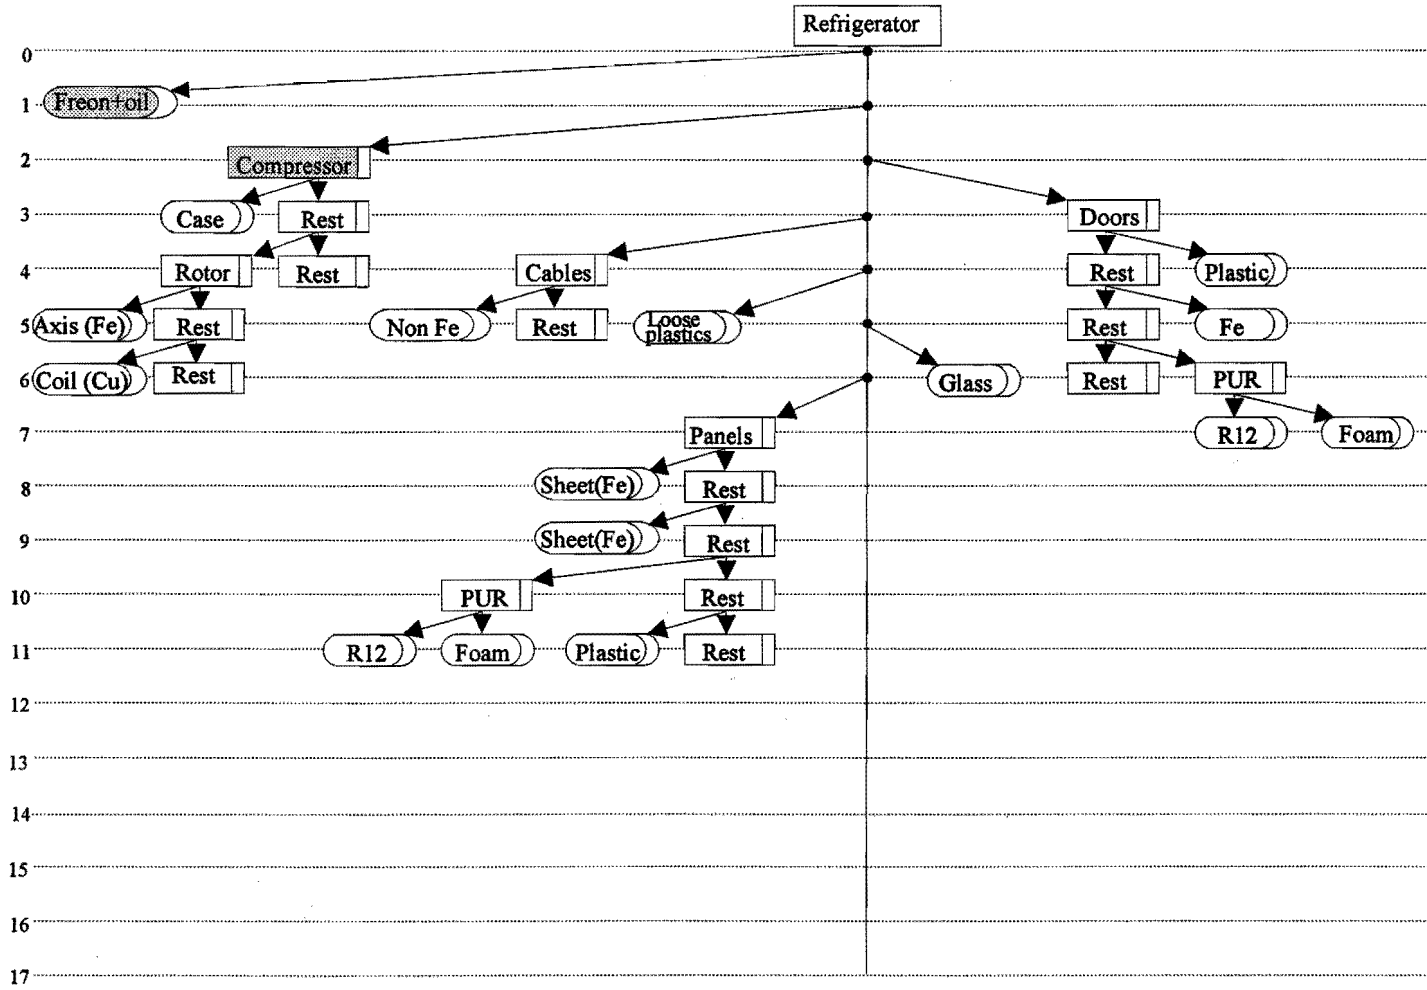 Refrigerator
0
Freon+oil
1
2
Compressor
3
Case
Rest
Doors
4
Rotor
Rest
Cables
Rest
Plastic
5
Axis (Fe)
Rest
Non Fe
Rest
Loose
plastics
Rest
Fe
6
Coil (Cu)
Rest
Glass
Rest
PUR
7
Panels
R12
Foam
8
Sheet(Fe)
Rest
9
Sheet(Fe)
Rest
10
PUR
Rest
11
R12
Foam
Plastic
Rest
12
13
14
15
16
17